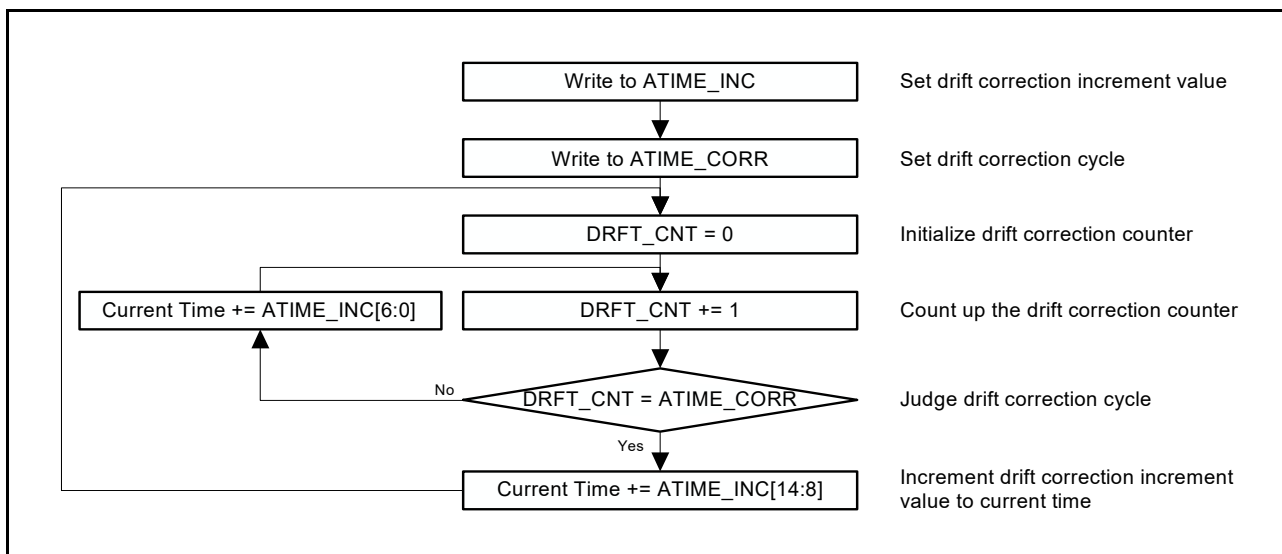 Write to ATIME_INC
Set drift correction increment value
Write to ATIME_CORR
Set drift correction cycle
DRFT_CNT = 0
Initialize drift correction counter
Current Time += ATIME_INC[6:0]
DRFT_CNT += 1
Count up the drift correction counter
No
DRFT_CNT = ATIME_CORR
Judge drift correction cycle
Yes
Current Time += ATIME_INC[14:8]
Increment drift correction increment
value to current time